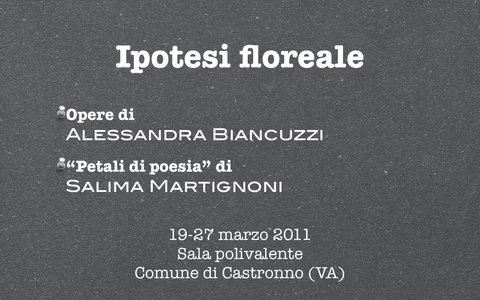 Ipotesi floreale
Opere di
Alessandra Biancuzzi
“Petali di poesia” di
Salima Martignoni
19-27 marzo 2011
Sala polivalente
Comune di Castronno (VA)